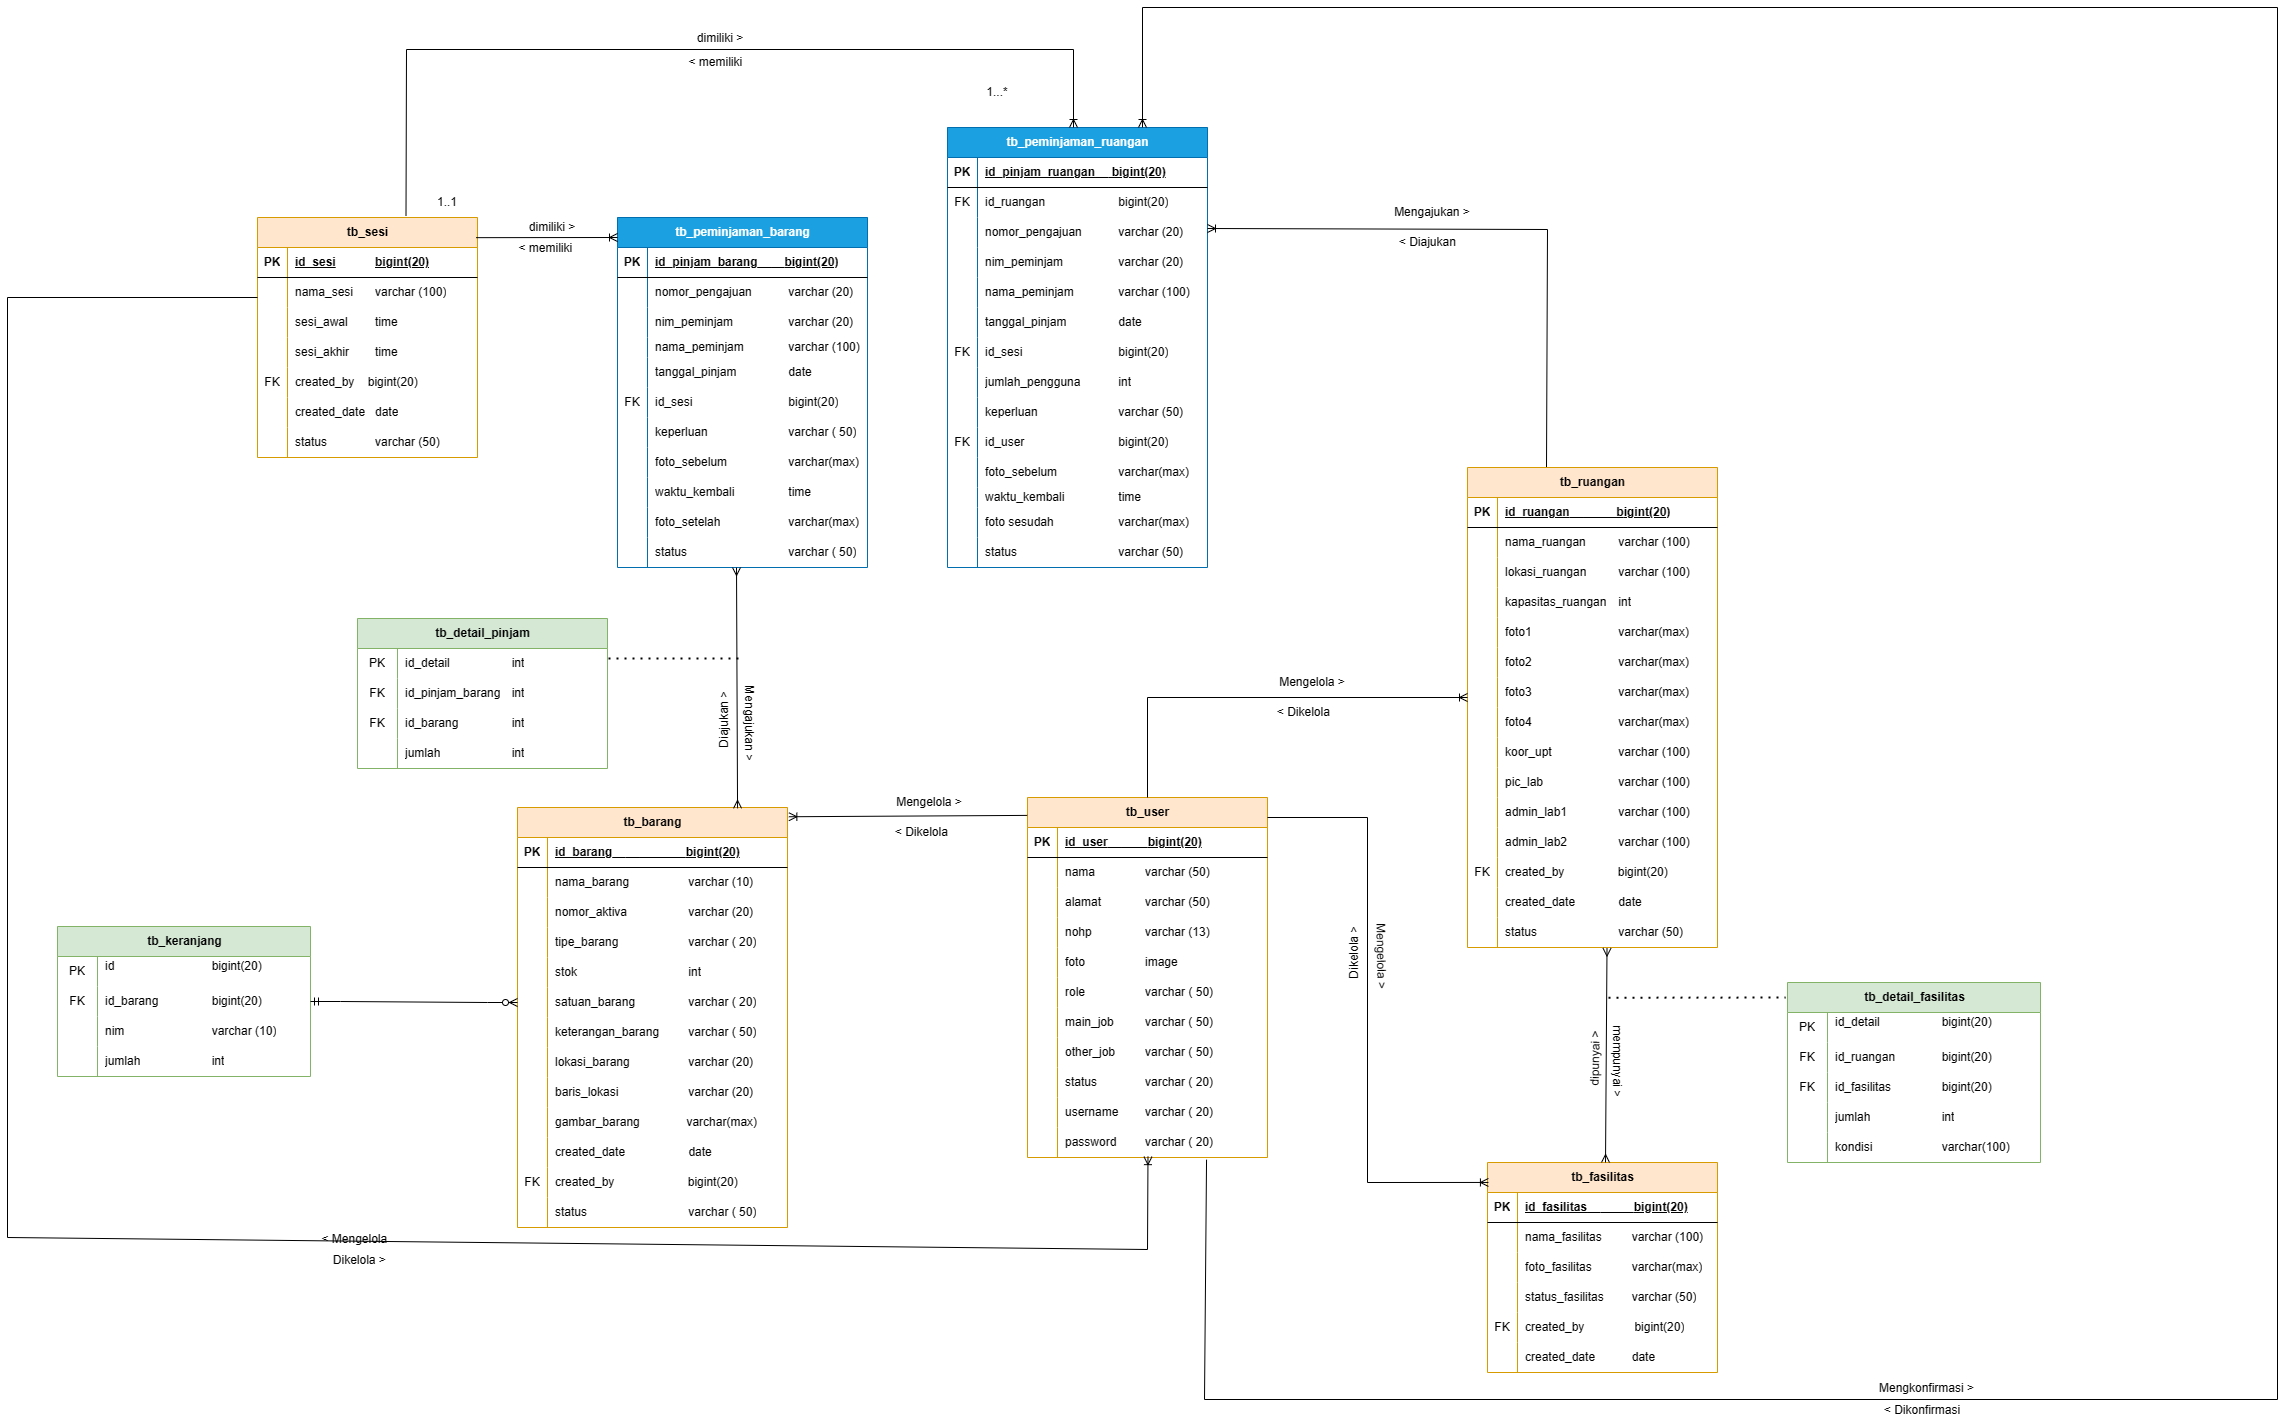 dimiliki >
< memiliki
1...*
1..1
tb_sesi
PK id_sesi bigint(20)
nama_sesi varchar (100)
sesi_awal time
sesi_akhir time
FK created_by bigint(20)
created_date date
status varchar (50)
dimiliki >
< memiliki
tb_peminjaman_barang
PK id_pinjam_barang bigint(20)
nomor_pengajuan varchar (20)
nim_peminjam varchar (20)
nama_peminjam varchar (100)
tanggal_pinjam date
FK id_sesi bigint(20)
keperluan varchar ( 50)
foto_sebelum varchar(max)
waktu_kembali time
foto_setelah varchar(max)
status varchar ( 50)
tb_peminjaman_ruangan
PK id_pinjam_ruangan bigint(20)
FK id_ruangan bigint(20)
nomor_pengajuan varchar (20)
nim_peminjam varchar (20)
nama_peminjam varchar (100)
tanggal_pinjam date
FK id_sesi bigint(20)
jumlah_pengguna int
keperluan varchar (50)
FK id_user bigint(20)
foto_sebelum varchar(max)
waktu_kembali time
foto sesudah varchar(max)
status varchar (50)
Mengajukan >
< Diajukan
tb_ruangan
PK id_ruangan bigint(20)
nama_ruangan varchar (100)
lokasi_ruangan varchar (100)
kapasitas_ruangan int
foto1 varchar(max)
foto2 varchar(max)
foto3 varchar(max)
foto4 varchar(max)
koor_upt varchar (100)
pic_lab varchar (100)
admin_lab1 varchar (100)
admin_lab2 varchar (100)
FK created_by bigint(20)
created_date date
status varchar (50)
tb_detail_pinjam
PK id_detail int
FK id_pinjam_barang int
FK id_barang int
jumlah int
Diajukan <
Mengajukan >
Mengelola >
< Dikelola
tb_barang
PK id_barang bigint(20)
nama_barang varchar (10)
nomor_aktiva varchar (20)
tipe_barang varchar ( 20)
stok int
satuan_barang varchar ( 20)
keterangan_barang varchar ( 50)
lokasi_barang varchar (20)
baris_lokasi varchar (20)
gambar_barang varchar(max)
created_date date
FK created_by bigint(20)
status varchar ( 50)
Mengelola >
< Dikelola
tb_user
PK id_user bigint(20)
nama varchar (50)
alamat varchar (50)
nohp varchar (13)
foto image
role varchar ( 50)
main_job varchar ( 50)
other_job varchar ( 50)
status varchar ( 20)
username varchar ( 20)
password varchar ( 20)
Dikelola <
Mengelola >
tb_keranjang
PK id bigint(20)
FK id_barang bigint(20)
nim varchar (10)
jumlah int
tb_detail_fasilitas
PK id_detail bigint(20)
FK id_ruangan bigint(20)
FK id_fasilitas bigint(20)
jumlah int
kondisi varchar(100)
dipunyai >
mempunyai >
tb_fasilitas
PK id_fasilitas bigint(20)
nama_fasilitas varchar (100)
foto_fasilitas varchar(max)
status_fasilitas varchar (50)
FK created_by bigint(20)
created_date date
< Mengelola
Dikelola >
Mengkonfirmasi >
< Dikonfirmasi